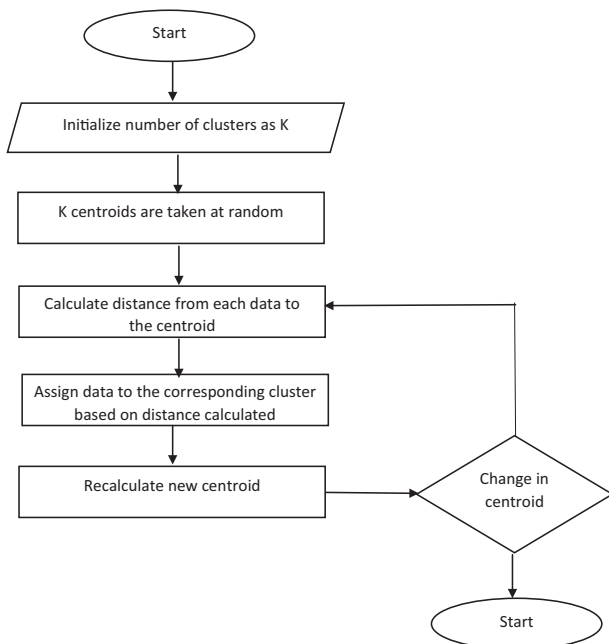 Start
Initialize number of clusters as K
K centroids are taken at random
Calculate distance from each data to
the centroid
Assign data to the corresponding cluster
based on distance calculated
Recalculate new centroid
Change in
centroid
Start